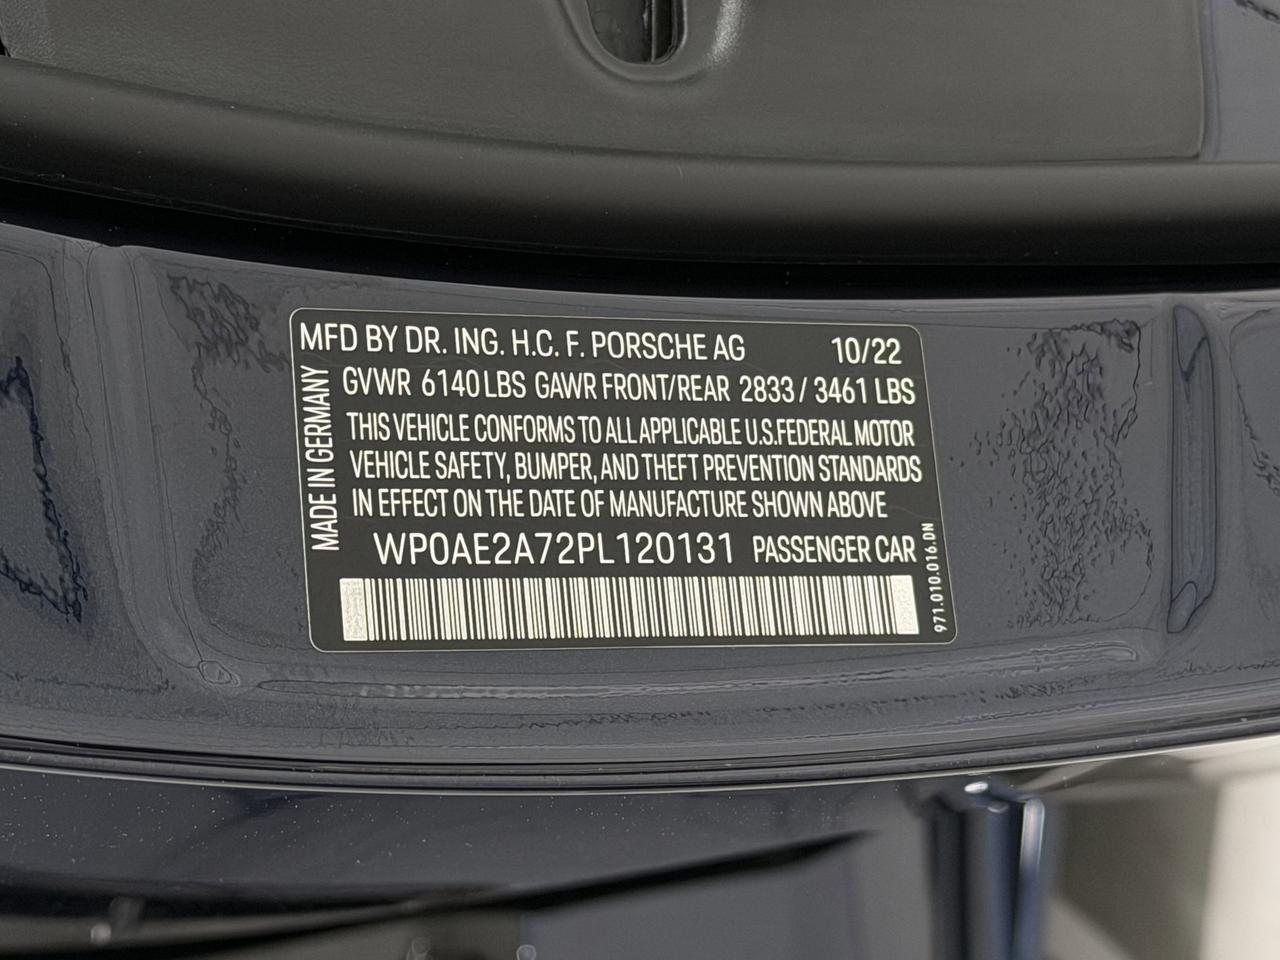 MFD BY DR. ING. H.C. F. PORSCHE AG 10/22
GVWR 6140 LBS GAWR FRONT/REAR 2833 / 3461 LBS
THIS VEHICLE CONFORMS TO ALL APPLICABLE U.S.FEDERAL MOTOR
VEHICLE SAFETY, BUMPER, AND THEFT PREVENTION STANDARDS
IN EFFECT ON THE DATE OF MANUFACTURE SHOWN ABOVE
WP0AE2A72PL120131 PASSENGER CAR
MADE IN GERMANY
971.010.016.DN